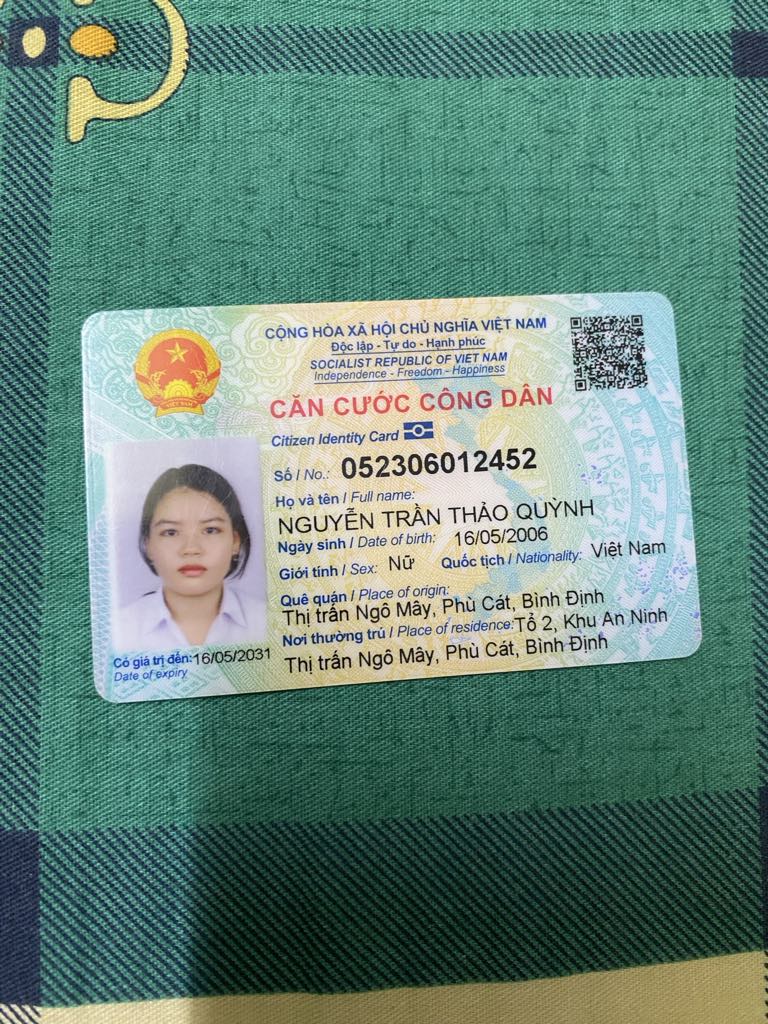 CỘNG HÒA XÃ HỘI CHỦ NGHĨA VIỆT NAM
Độc lập - Tự do - Hạnh phúc
SOCIALIST REPUBLIC OF VIET NAM
Independence - Freedom - Happiness
CĂN CƯỚC CÔNG DÂN
Citizen Identity Card
Số / No.: 052306012452
Họ và tên / Full name:
NGUYỄN TRẦN THẢO QUỲNH
Ngày sinh / Date of birth: 16/05/2006
Giới tính / Sex: Nữ Quốc tịch / Nationality: Việt Nam
Quê quán / Place of origin:
Thị trấn Ngô Mây, Phù Cát, Bình Định
Nơi thường trú / Place of residence: Tổ 2, Khu An Ninh
Thị trấn Ngô Mây, Phù Cát, Bình Định
Có giá trị đến: 16/05/2031
Date of expiry
VIỆT NAM